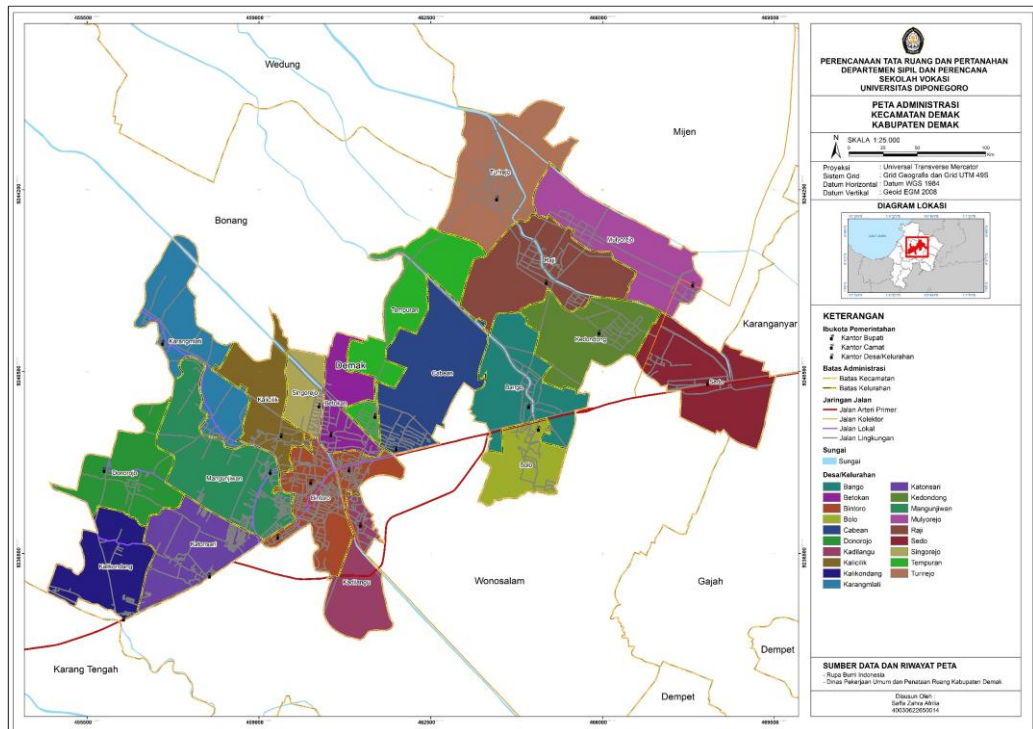 Wedung
Mijen
Bonang
Turirejo
Mulyorejo
Raji
Tempuran
Karanganyar
Karangmlati
Kedondong
Demak
Cabean
Sedo
Kalicilik
Singorejo
Betokan
Bango
Bolo
Donorojo
Mangunjiwan
Bintoro
Katonsari
Kalikondang
Kadilangu
Wonosalam
Gajah
Karang Tengah
Dempet
Dempet
PERENCANAAN TATA RUANG DAN PERTANAHAN
DEPARTEMEN SIPIL DAN PERENCANA
SEKOLAH VOKASI
UNIVERSITAS DIPONEGORO
PETA ADMINISTRASI
KECAMATAN DEMAK
KABUPATEN DEMAK
N
SKALA 1:25.000
Proyeksi : Universal Transverse Mercator
Sistem Grid : Grid Geografis dan Grid UTM 49S
Datum Horizontal : Datum WGS 1984
Datum Vertikal : Geoid EGM 2008
DIAGRAM LOKASI
KETERANGAN
Ibukota Pemerintahan
Kantor Bupati
Kantor Camat
Kantor Desa/Kelurahan
Batas Administrasi
Batas Kecamatan
Batas Kelurahan
Jaringan Jalan
Jalan Arteri Primer
Jalan Kolektor
Jalan Lokal
Jalan Lingkungan
Sungai
Sungai
Desa/Kelurahan
Bango
Betokan
Bintoro
Bolo
Cabean
Donorojo
Kadilangu
Kalicilik
Kalikondang
Karangmlati
Katonsari
Kedondong
Mangunjiwan
Mulyorejo
Raji
Sedo
Singorejo
Tempuran
Turirejo
SUMBER DATA DAN RIWAYAT PETA
- Rupa Bumi Indonesia
- Dinas Pekerjaan Umum dan Penataan Ruang Kabupaten Demak
Disusun Oleh :
Salfa Zahra Afrilia
40030622650014